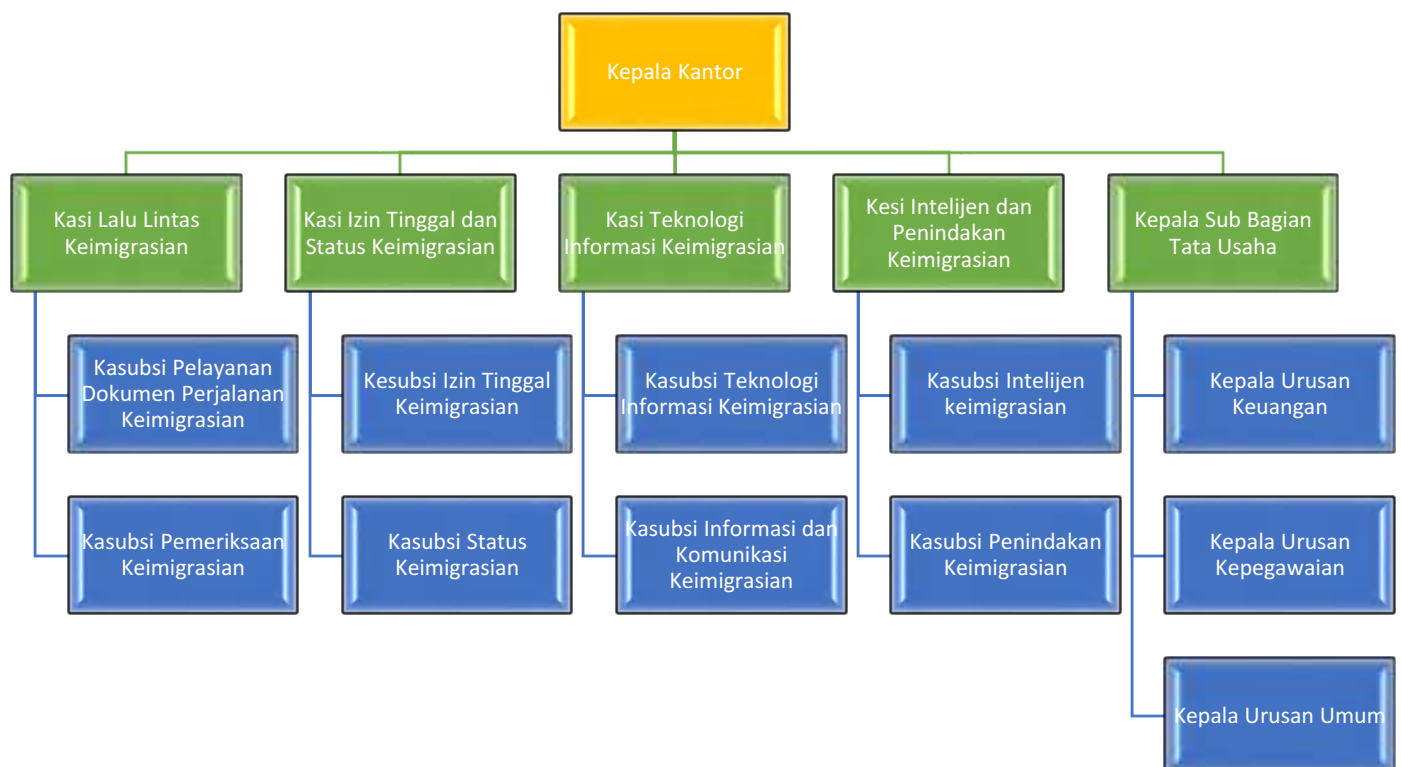 Kepala Kantor
Kasi Lalu Lintas
Keimigrasian
Kasi Izin Tinggal dan
Status Keimigrasian
Kasi Teknologi
Informasi Keimigrasian
Kesi Intelijen dan
Penindakan
Keimigrasian
Kepala Sub Bagian
Tata Usaha
Kasubsi Pelayanan
Dokumen Perjalanan
Keimigrasian
Kesubsi Izin Tinggal
Keimigrasian
Kasubsi Teknologi
Informasi Keimigrasian
Kasubsi Intelijen
keimigrasian
Kepala Urusan
Keuangan
Kasubsi Pemeriksaan
Keimigrasian
Kasubsi Status
Keimigrasian
Kasubsi Informasi dan
Komunikasi
Keimigrasian
Kasubsi Penindakan
Keimigrasian
Kepala Urusan
Kepegawaian
Kepala Urusan Umum